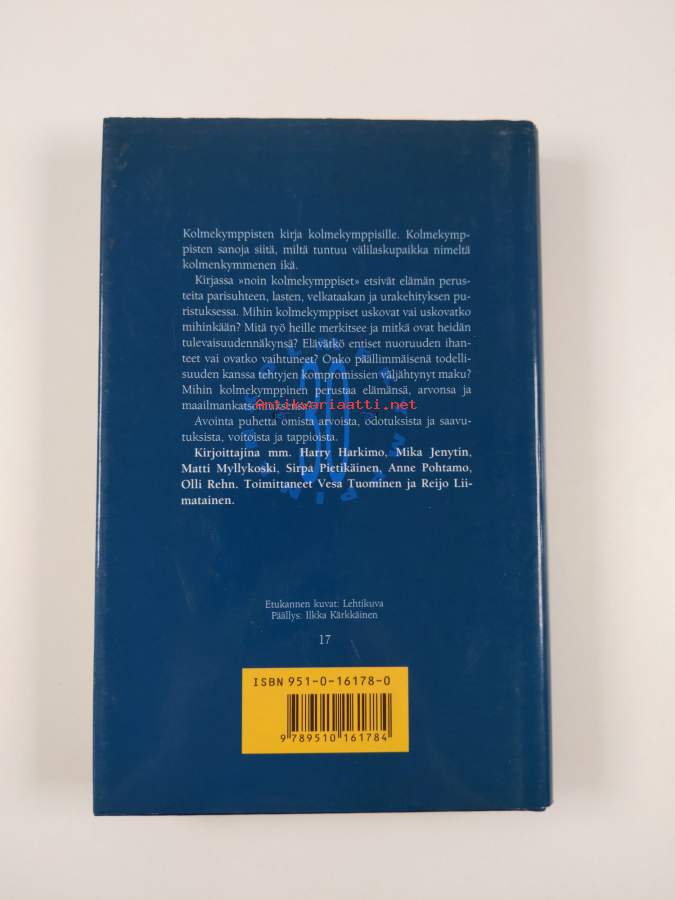 Kolmekymppisten kirja kolmekymppisille. Kolmekymp-
pisten sanoja siitä, miltä tuntuu välilaskupaikka nimeltä
kolmenkymmenen ikä.
Kirjassa »noin kolmekymppiset» etsivät elämän perus-
teita parisuhteen, lasten, velkataakan ja urakehityksen pu-
ristuksessa. Mihin kolmekymppiset uskovat vai uskovatko
mihinkään? Mitä työ heille merkitsee ja mitkä ovat heidän
tulevaisuudennäkynsä? Elävätkö entiset nuoruuden ihan-
teet vai ovatko vaihtuneet? Onko päällimmäisenä todelli-
suuden kanssa tehtyjen kompromissien väljähtynyt maku?
Mihin kolmekymppinen perustaa elämänsä, arvonsa ja
Antikvariaatti.net
maailmankatsomuksensa?
30
Avointa puhetta omista arvoista, odotuksista ja saavu-
tuksista, voitoista ja tappioista.
Kirjoittajina mm. Harry Harkimo, Mika Jenytin,
Matti Myllykoski, Sirpa Pietikäinen, Anne Pohtamo,
Olli Rehn. Toimittaneet Vesa Tuominen ja Reijo Lii-
matainen.
Etukannen kuvat: Lehtikuva
Päällys: Ilkka Kärkkäinen
17
ISBN 951-0-16178-0
9 789510 161784